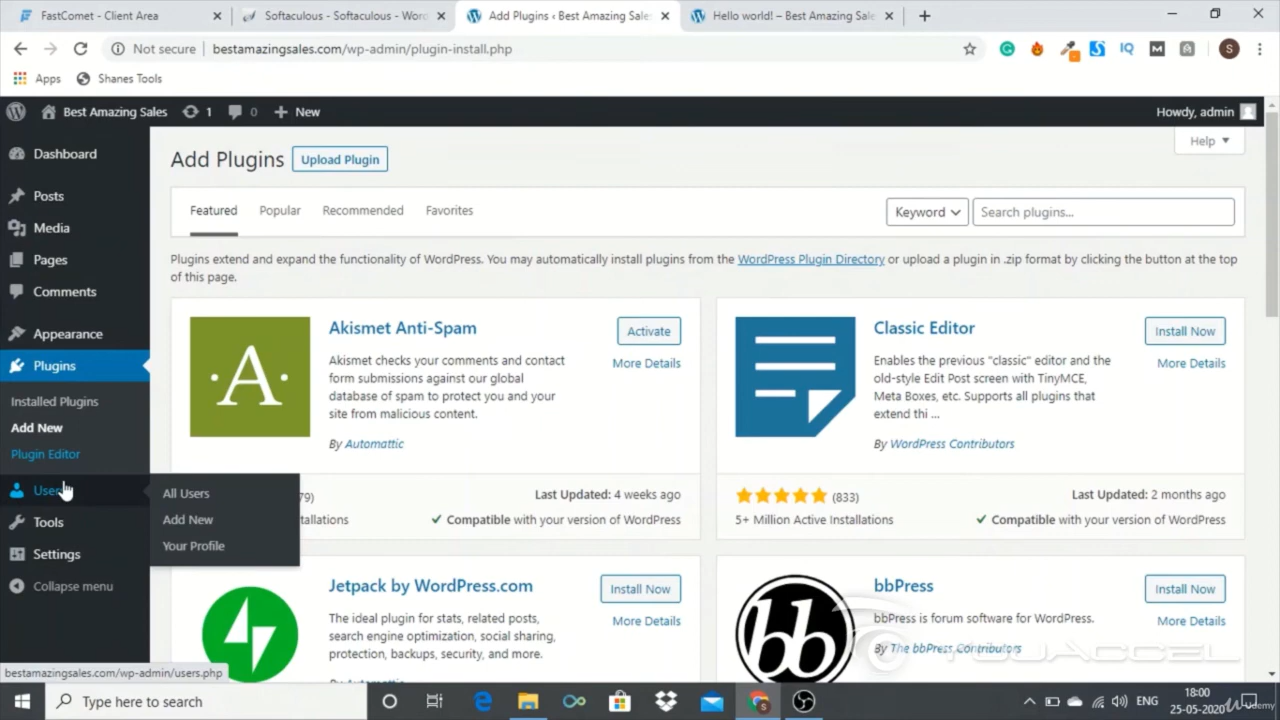 FastComet - Client Area
Softaculous - Softaculous - Wor
Add Plugins ‹ Best Amazing Sale
Hello world! – Best Amazing Sale
Not secure
bestamazingsales.com/wp-admin/plugin-install.php
Apps
Shanes Tools
Best Amazing Sales
1
0
New
Howdy, admin
Dashboard
Posts
Media
Pages
Comments
Appearance
Plugins
Installed Plugins
Add New
Plugin Editor
Tools
Settings
Collapse menu
All Users
Add New
Your Profile
Help
Add Plugins
Upload Plugin
Featured
Popular
Recommended
Favorites
Keyword
Search plugins...
Plugins extend and expand the functionality of WordPress. You may automatically install plugins from the WordPress Plugin Directory or upload a plugin in .zip format by clicking the button at the top
of this page.
Akismet Anti-Spam
Activate
More Details
Akismet checks your comments and contact
form submissions against our global
database of spam to protect you and your
site from malicious content.
By Automattic
79)
Last Updated: 4 weeks ago
allations
Compatible with your version of WordPress
Classic Editor
Install Now
More Details
Enables the previous "classic" editor and the
old-style Edit Post screen with TinyMCE,
Meta Boxes, etc. Supports all plugins that
extend thi ...
By WordPress Contributors
(833)
Last Updated: 2 months ago
5+ Million Active Installations
Compatible with your version of WordPress
Jetpack by WordPress.com
Install Now
More Details
The ideal plugin for stats, related posts,
search engine optimization, social sharing,
protection, backups, security, and more.
bbPress
Install Now
More Details
bbPress is forum software for WordPress.
By The bbPress Contributors
bestamazingsales.com/wp-admin/users.php
Type here to search
ENG
18:00
25-05-2020
Udemy